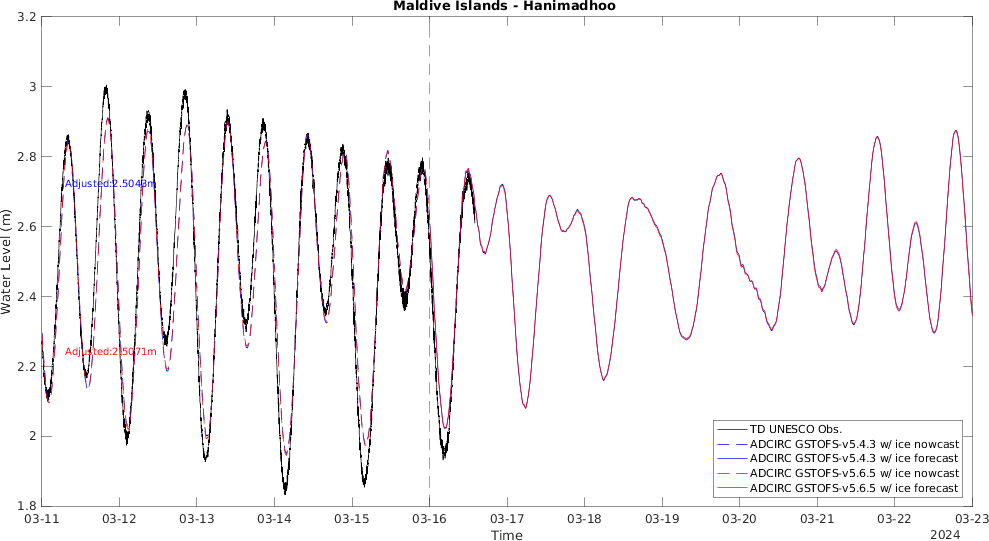 Maldive Islands - Hanimadhoo
3.2
3
2.8
2.6
2.4
2.2
2
1.8
Water Level (m)
Adjusted:2.5043m
Adjusted:2.5071m
TD UNESCO Obs.
ADCIRC GSTOFS-v5.4.3 w/ ice nowcast
ADCIRC GSTOFS-v5.4.3 w/ ice forecast
ADCIRC GSTOFS-v5.6.5 w/ ice nowcast
ADCIRC GSTOFS-v5.6.5 w/ ice forecast
03-11 03-12 03-13 03-14 03-15 03-16 03-17 03-18 03-19 03-20 03-21 03-22 03-23
Time
2024